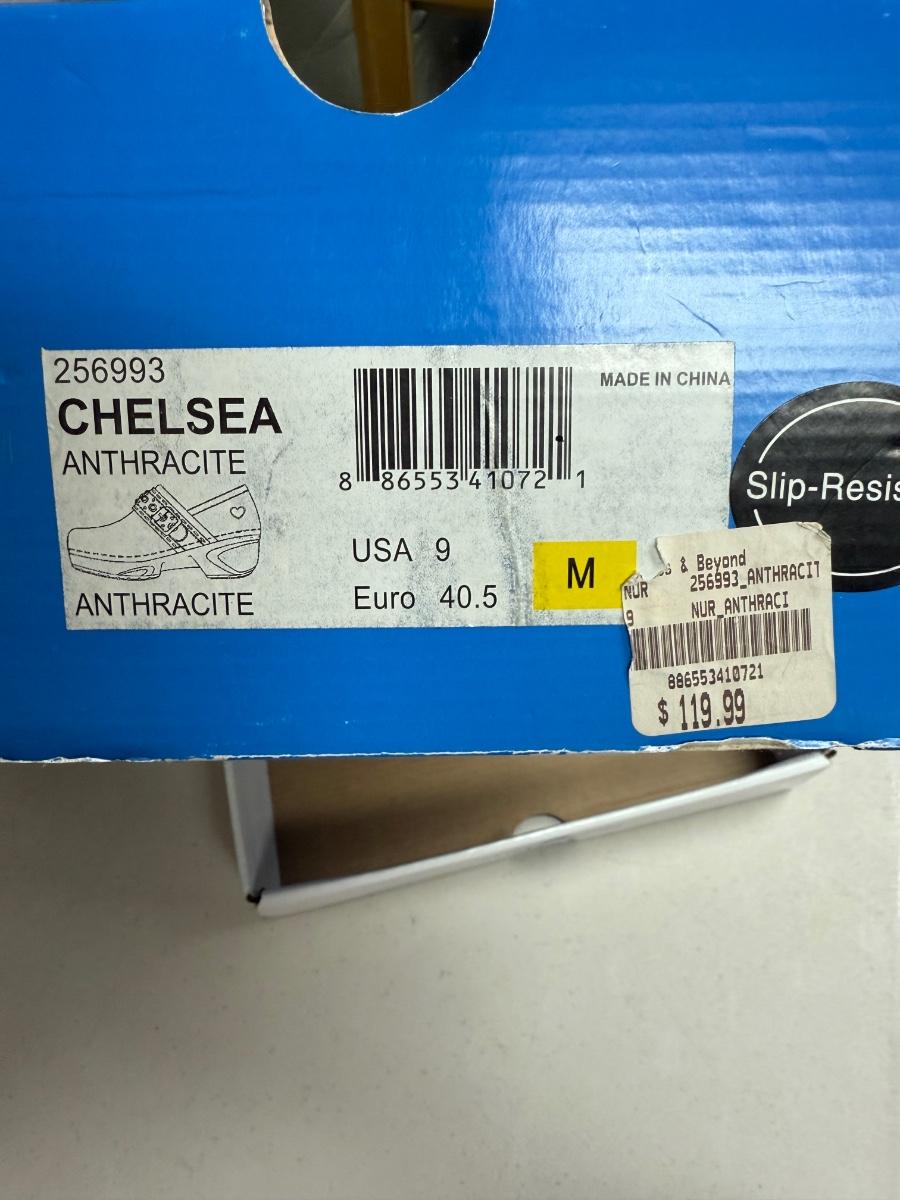 256993
CHELSEA
ANTHRACITE
ANTHRACITE
8 86553 41072 1
MADE IN CHINA
USA 9
Euro 40.5
M
Slip-Resis
& Beyond
NUR 256993_ANTHRACIT
9 NUR_ANTHRACI
886553410721
$ 119.99